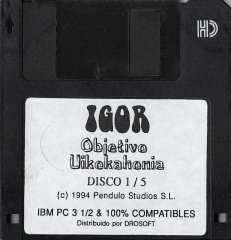 HD
IGOR
Objetivo
Uikokahonia
DISCO 1 / 5
(c) 1994 Pendulo Studios S.L.
IBM PC 3 1/2 & 100% COMPATIBLES
Distribuido por DROSOFT